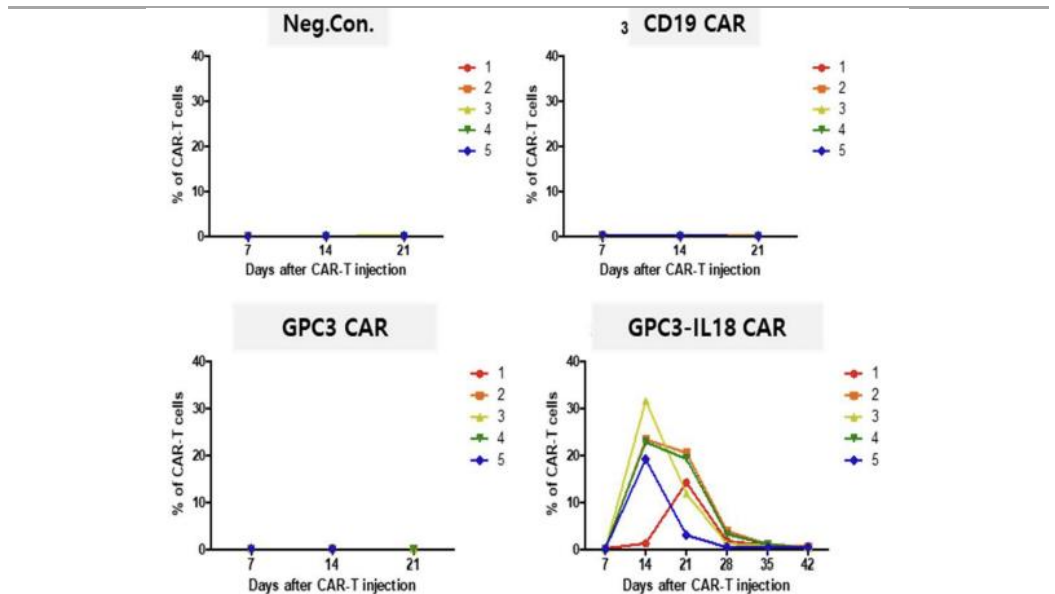 Neg.Con.
40
30
20
10
0
% of CAR-T cells
7 14 21
Days after CAR-T injection
1
2
3
4
5
3 CD19 CAR
40
30
20
10
0
% of CAR-T cells
7 14 21
Days after CAR-T injection
1
2
3
4
5
GPC3 CAR
40
30
20
10
0
% of CAR-T cells
7 14 21
Days after CAR-T injection
1
2
3
4
5
GPC3-IL18 CAR
40
30
20
10
0
% of CAR-T cells
7 14 21 28 35 42
Days after CAR-T injection
1
2
3
4
5